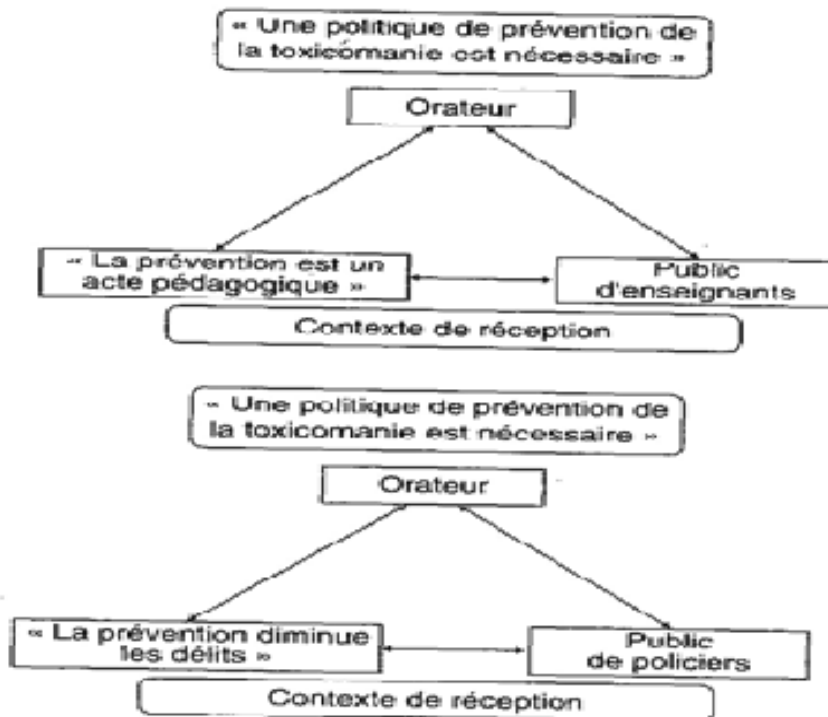 « Une politique de prévention de
la toxicomanie est nécessaire »
Orateur
« La prévention est un
acte pédagogique »
Public
d'enseignants
Contexte de réception
« Une politique de prévention de
la toxicomanie est nécessaire »
Orateur
« La prévention diminue
les délits »
Public
de policiers
Contexte de réception